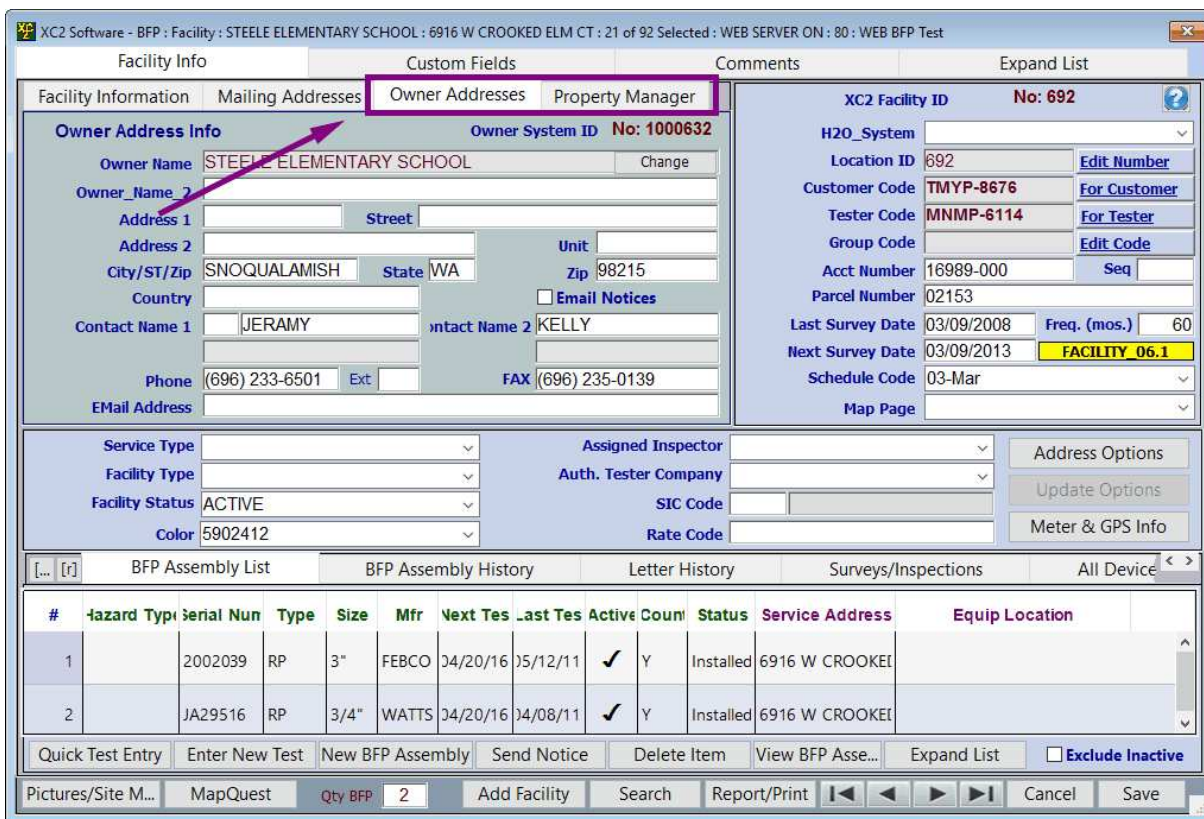 XC2 Software - BFP : Facility : STEELE ELEMENTARY SCHOOL : 6916 W CROOKED ELM CT : 21 of 92 Selected : WEB SERVER ON : 80 : WEB BFP Test
Facility Info Custom Fields Comments Expand List
Facility Information Mailing Addresses Owner Addresses Property Manager
Owner Address Info Owner System ID No: 1000632
Owner Name STEELE ELEMENTARY SCHOOL Change
Owner_Name_2
Address 1 Street
Address 2 Unit
City/ST/Zip SNOQUALAMISH State WA Zip 98215
Country Email Notices
Contact Name 1 JERAMY ontact Name 2 KELLY
Phone (696) 233-6501 Ext FAX (696) 235-0139
EMail Address
XC2 Facility ID No: 692 ?
H2O_System
Location ID 692 Edit Number
Customer Code TMYP-8676 For Customer
Tester Code MNMP-6114 For Tester
Group Code Edit Code
Acct Number 16989-000 Seq
Parcel Number 02153
Last Survey Date 03/09/2008 Freq. (mos.) 60
Next Survey Date 03/09/2013 FACILITY_06.1
Schedule Code 03-Mar
Map Page
Service Type Assigned Inspector Address Options
Facility Type Auth. Tester Company Update Options
Facility Status ACTIVE SIC Code
Color 5902412 Rate Code Meter & GPS Info
[... [r] BFP Assembly List BFP Assembly History Letter History Surveys/Inspections All Device < >
# Hazard Type Serial Num Type Size Mfr Next Tes Last Tes Active Count Status Service Address Equip Location
1 2002039 RP 3" FEBCO 04/20/16 05/12/11 ✓ Y Installed 6916 W CROOKED
2 JA29516 RP 3/4" WATTS 04/20/16 04/08/11 ✓ Y Installed 6916 W CROOKED
Quick Test Entry Enter New Test New BFP Assembly Send Notice Delete Item View BFP Asse... Expand List Exclude Inactive
Pictures/Site M... MapQuest Qty BFP 2 Add Facility Search Report/Print Cancel Save